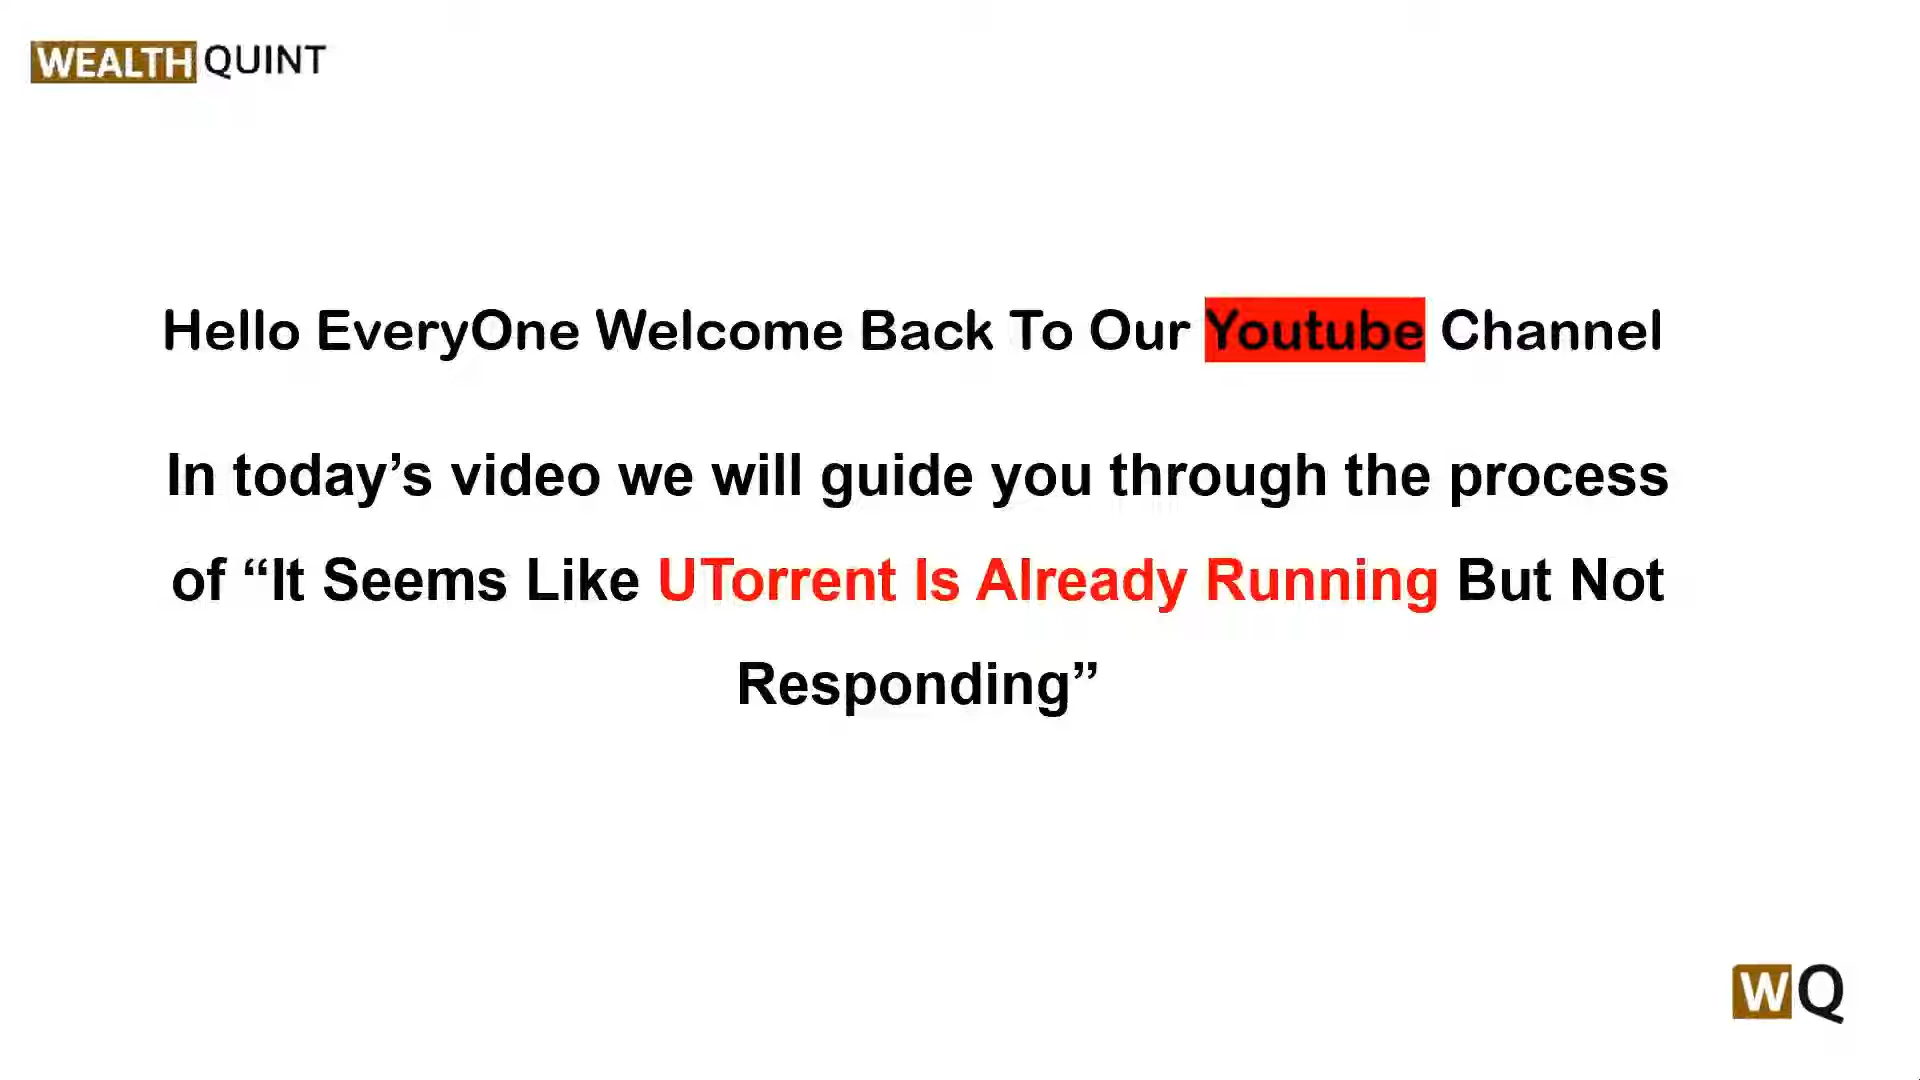 WEALTH QUINT
Hello EveryOne Welcome Back To Our Youtube Channel
In today’s video we will guide you through the process
of “It Seems Like UTorrent Is Already Running But Not
Responding”
WQ